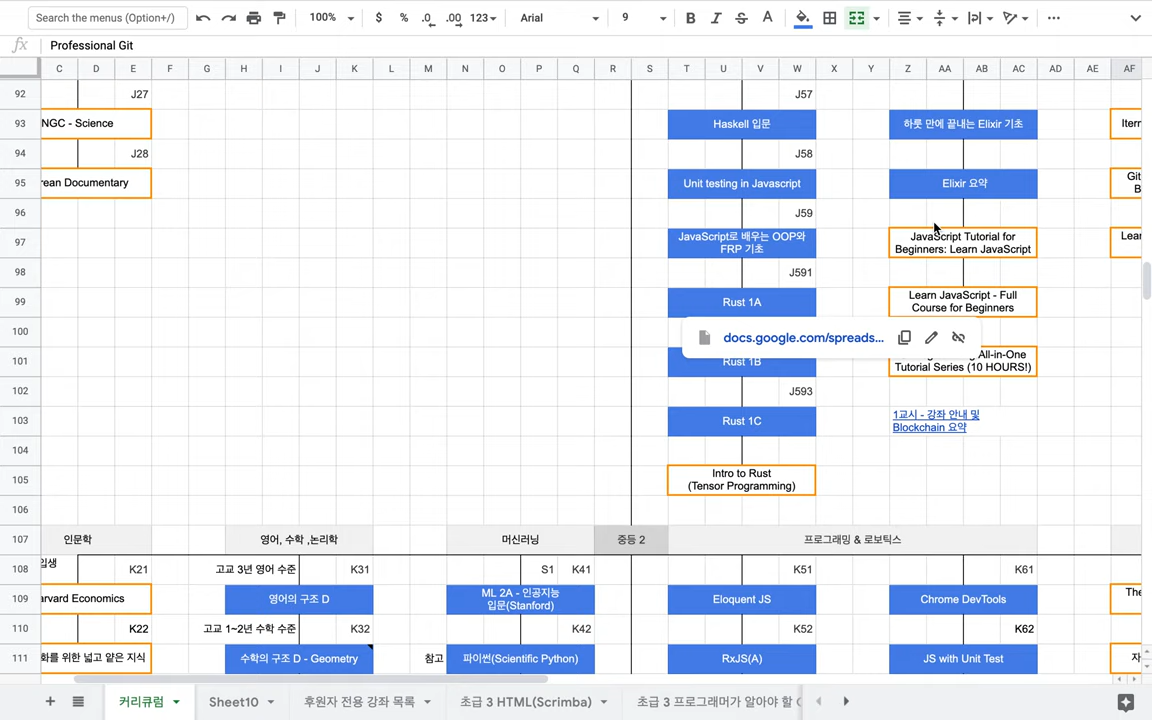 Search the menus (Option+/)
100%
$ % .0 .00 123
Arial
9
B I S A
fx Professional Git
C D E F G H I J K L M N O P Q R S T U V W X Y Z AA AB AC AD AE AF
92 J27 J57
93 NGC - Science Haskell 입문 하룻 만에 끝내는 Elixir 기초
94 J28 J58
95 rean Documentary Unit testing in Javascript Elixir 요약
96 J59
97 JavaScript로 배우는 OOP와
FRP 기초
JavaScript Tutorial for
Beginners: Learn JavaScript
98 J591
99 Rust 1A
Learn JavaScript - Full
Course for Beginners
100 docs.google.com/spreads...
101 Rust 1B
All-in-One
Tutorial Series (10 HOURS!)
102 J593
103 Rust 1C
1교시 - 강좌 안내 및
Blockchain 요약
104
105 Intro to Rust
(Tensor Programming)
106
107 인문학 영어, 수학 ,논리학 머신러닝 중등 2 프로그래밍 & 로보틱스
108 입생 K21 고교 3년 영어 수준 K31 S1 K41 K51 K61
109 arvard Economics 영어의 구조 D
ML 2A - 인공지능
입문(Stanford)
Eloquent JS Chrome DevTools
110 K22 고교 1~2년 수학 수준 K32 K42 K52 K62
111 화를 위한 넓고 얕은 지식 수학의 구조 D - Geometry 참고 파이썬(Scientific Python) RxJS(A) JS with Unit Test
커리큘럼 Sheet10 후원자 전용 강좌 목록 초급 3 HTML(Scrimba) 초급 3 프로그래머가 알아야 할